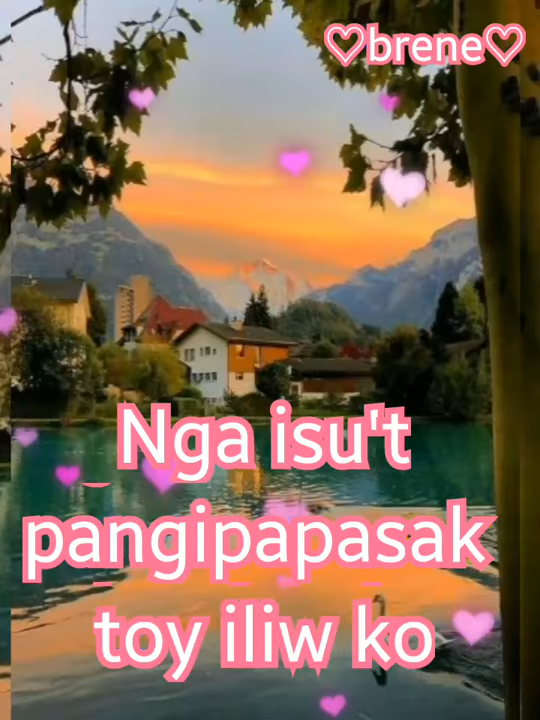 ♡brene♡
Nga isu't
pangipapasak
toy iliw ko